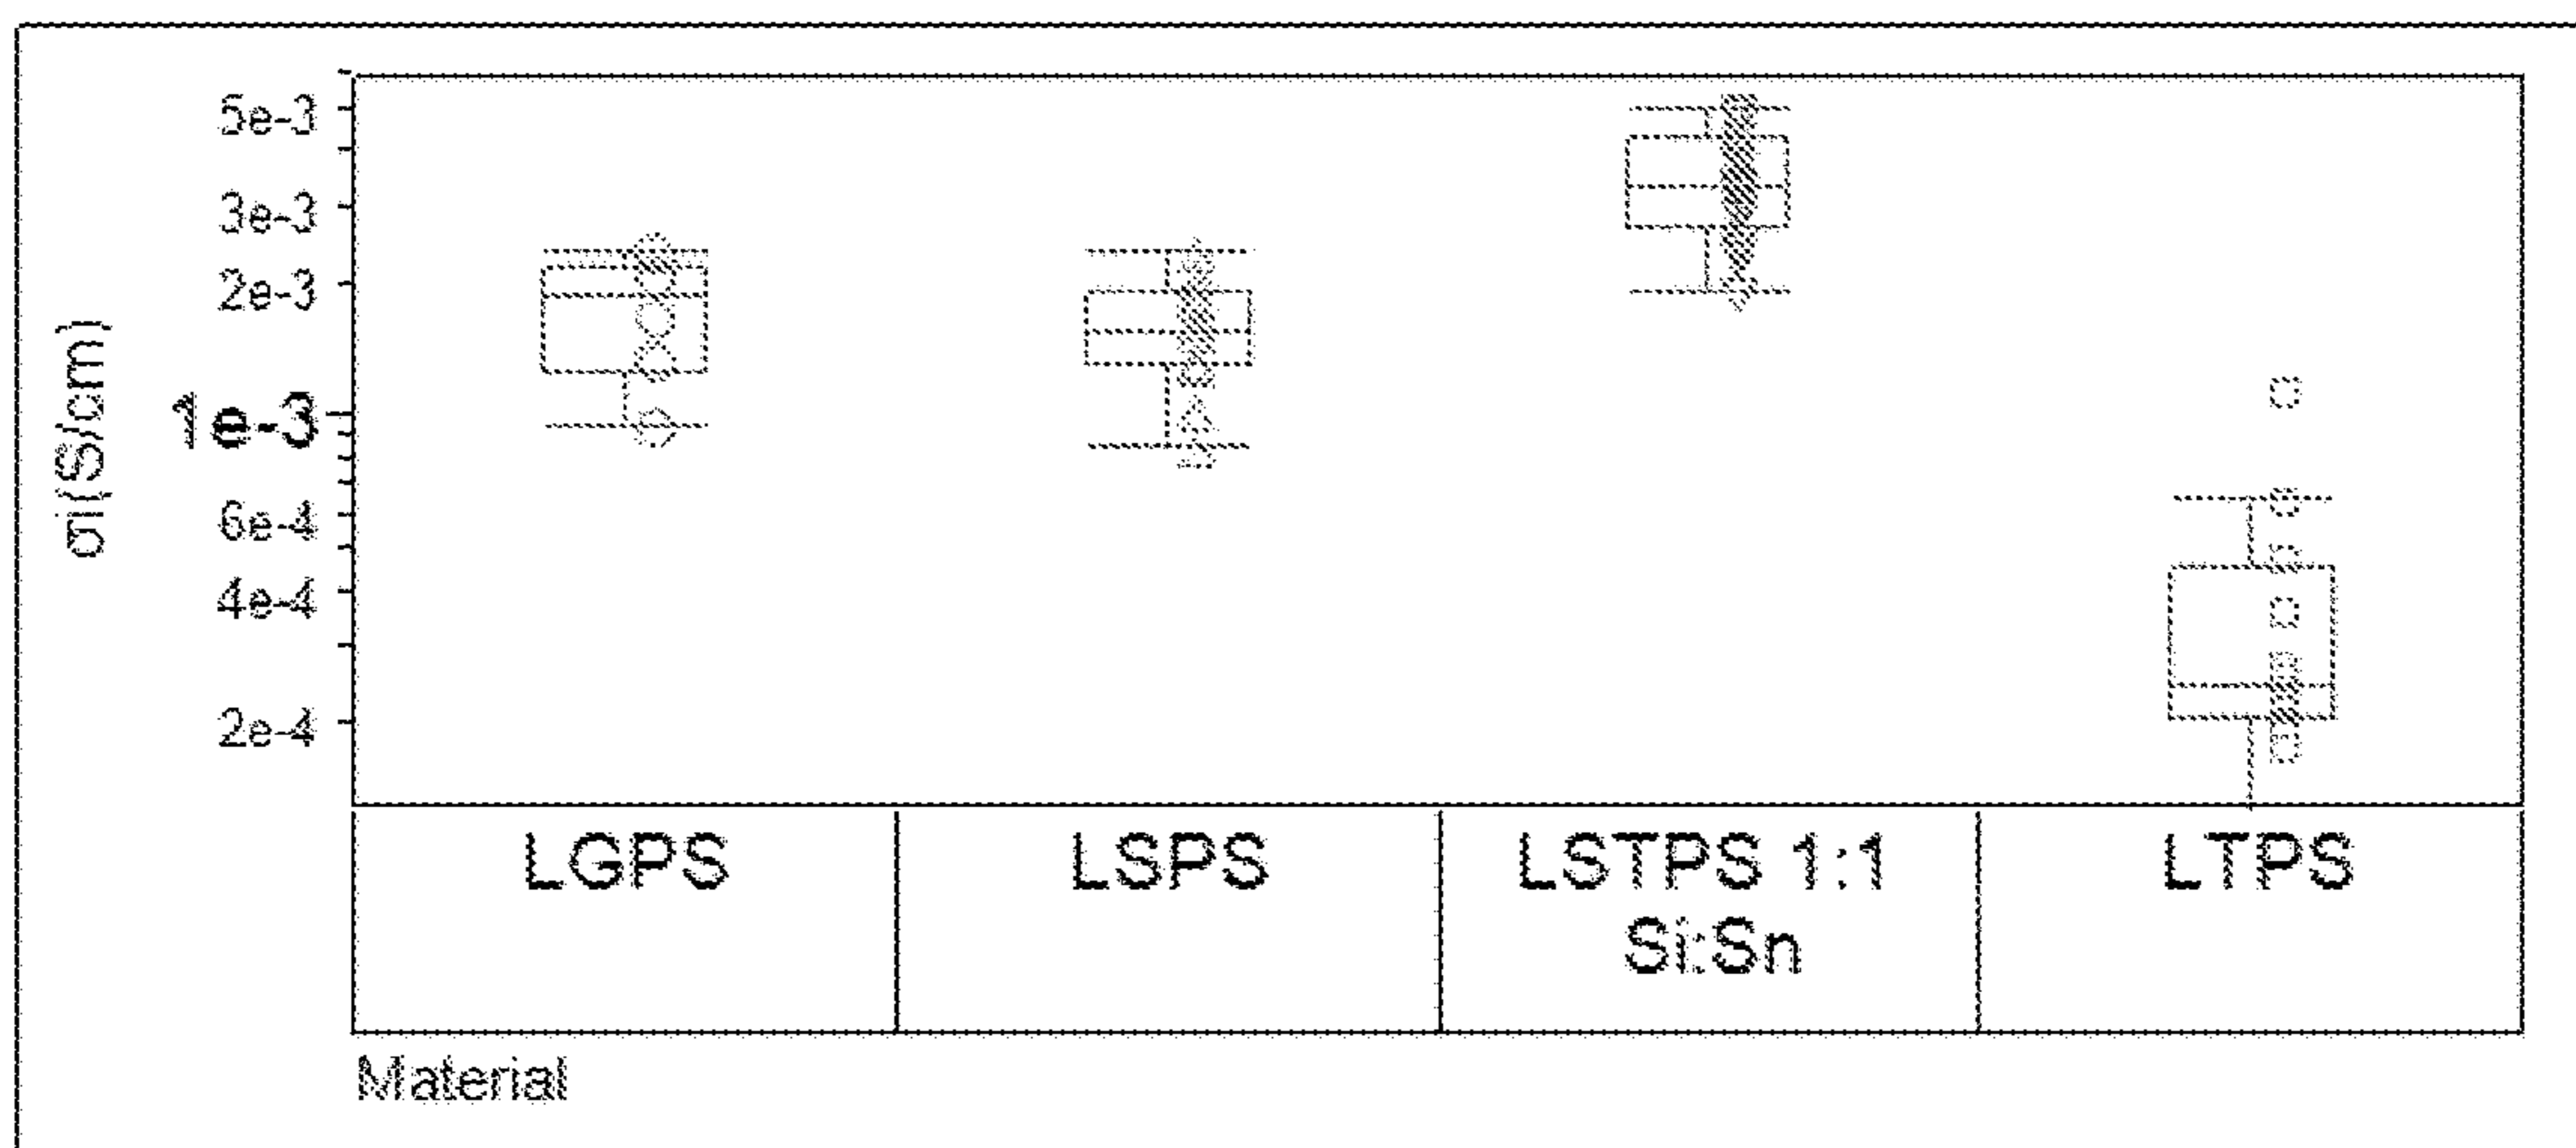 5e-3
3e-3
2e-3
1e-3
6e-4
4e-4
2e-4
σi(S/cm)
LGPS
LSPS
LSTPS 1:1
Si:Sn
LTPS
Material